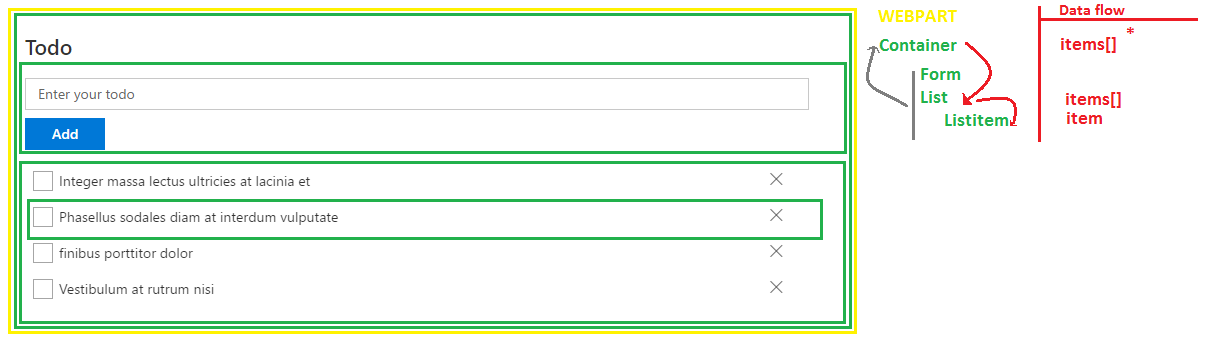 Todo
Enter your todo
Add
Integer massa lectus ultricies at lacinia et
Phasellus sodales diam at interdum vulputate
finibus porttitor dolor
Vestibulum at rutrum nisi
WEBPART
Container
Form
List
Listitem
Data flow
items[] *
items[]
item